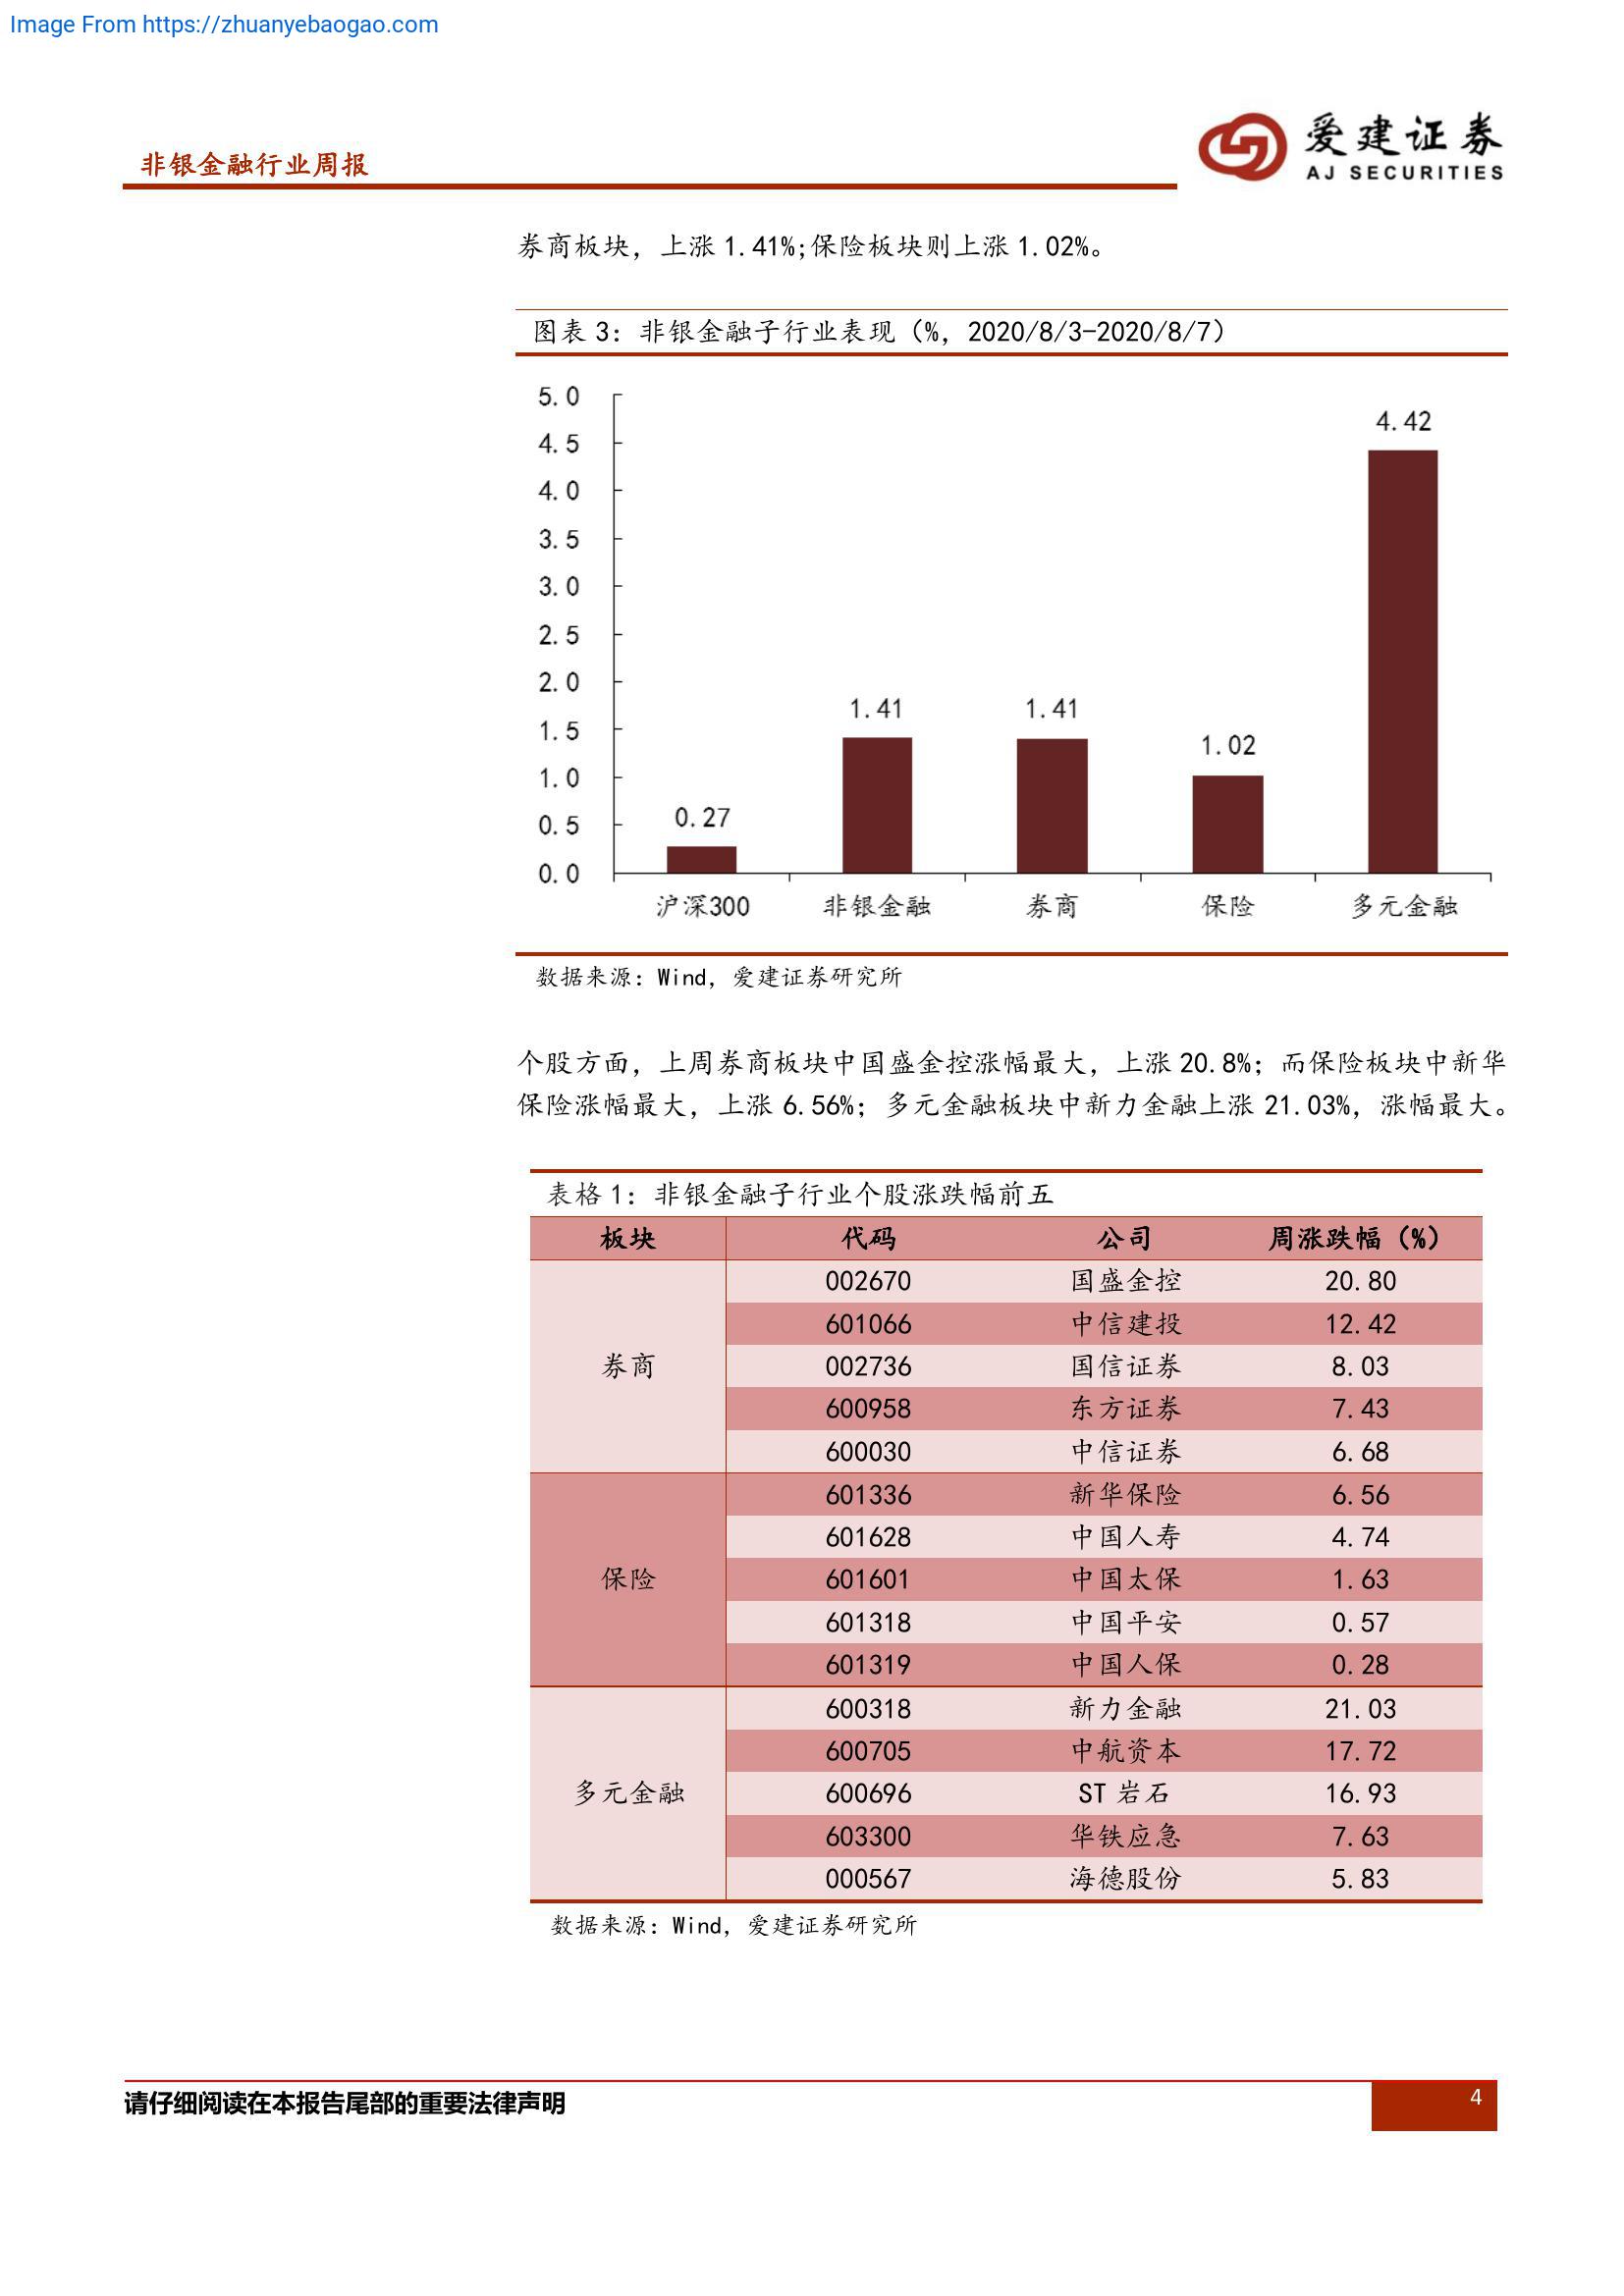 Image From https://zhuanyebaogao.com
非银金融行业周报
爱建证券
AJ SECURITIES
券商板块，上涨 1.41%;保险板块则上涨 1.02%。
图表 3：非银金融子行业表现（%，2020/8/3-2020/8/7）
5.0
4.5
4.0
3.5
3.0
2.5
2.0
1.5
1.0
0.5
0.0
0.27
1.41
1.41
1.02
4.42
沪深300 非银金融 券商 保险 多元金融
数据来源：Wind，爱建证券研究所
个股方面，上周券商板块中国盛金控涨幅最大，上涨 20.8%；而保险板块中新华
保险涨幅最大，上涨 6.56%；多元金融板块中新力金融上涨 21.03%，涨幅最大。
表格 1：非银金融子行业个股涨跌幅前五
板块 代码 公司 周涨跌幅（%）
券商
002670 国盛金控 20.80
601066 中信建投 12.42
002736 国信证券 8.03
600958 东方证券 7.43
600030 中信证券 6.68
保险
601336 新华保险 6.56
601628 中国人寿 4.74
601601 中国太保 1.63
601318 中国平安 0.57
601319 中国人保 0.28
多元金融
600318 新力金融 21.03
600705 中航资本 17.72
600696 ST 岩石 16.93
603300 华铁应急 7.63
000567 海德股份 5.83
数据来源：Wind，爱建证券研究所
请仔细阅读在本报告尾部的重要法律声明
4